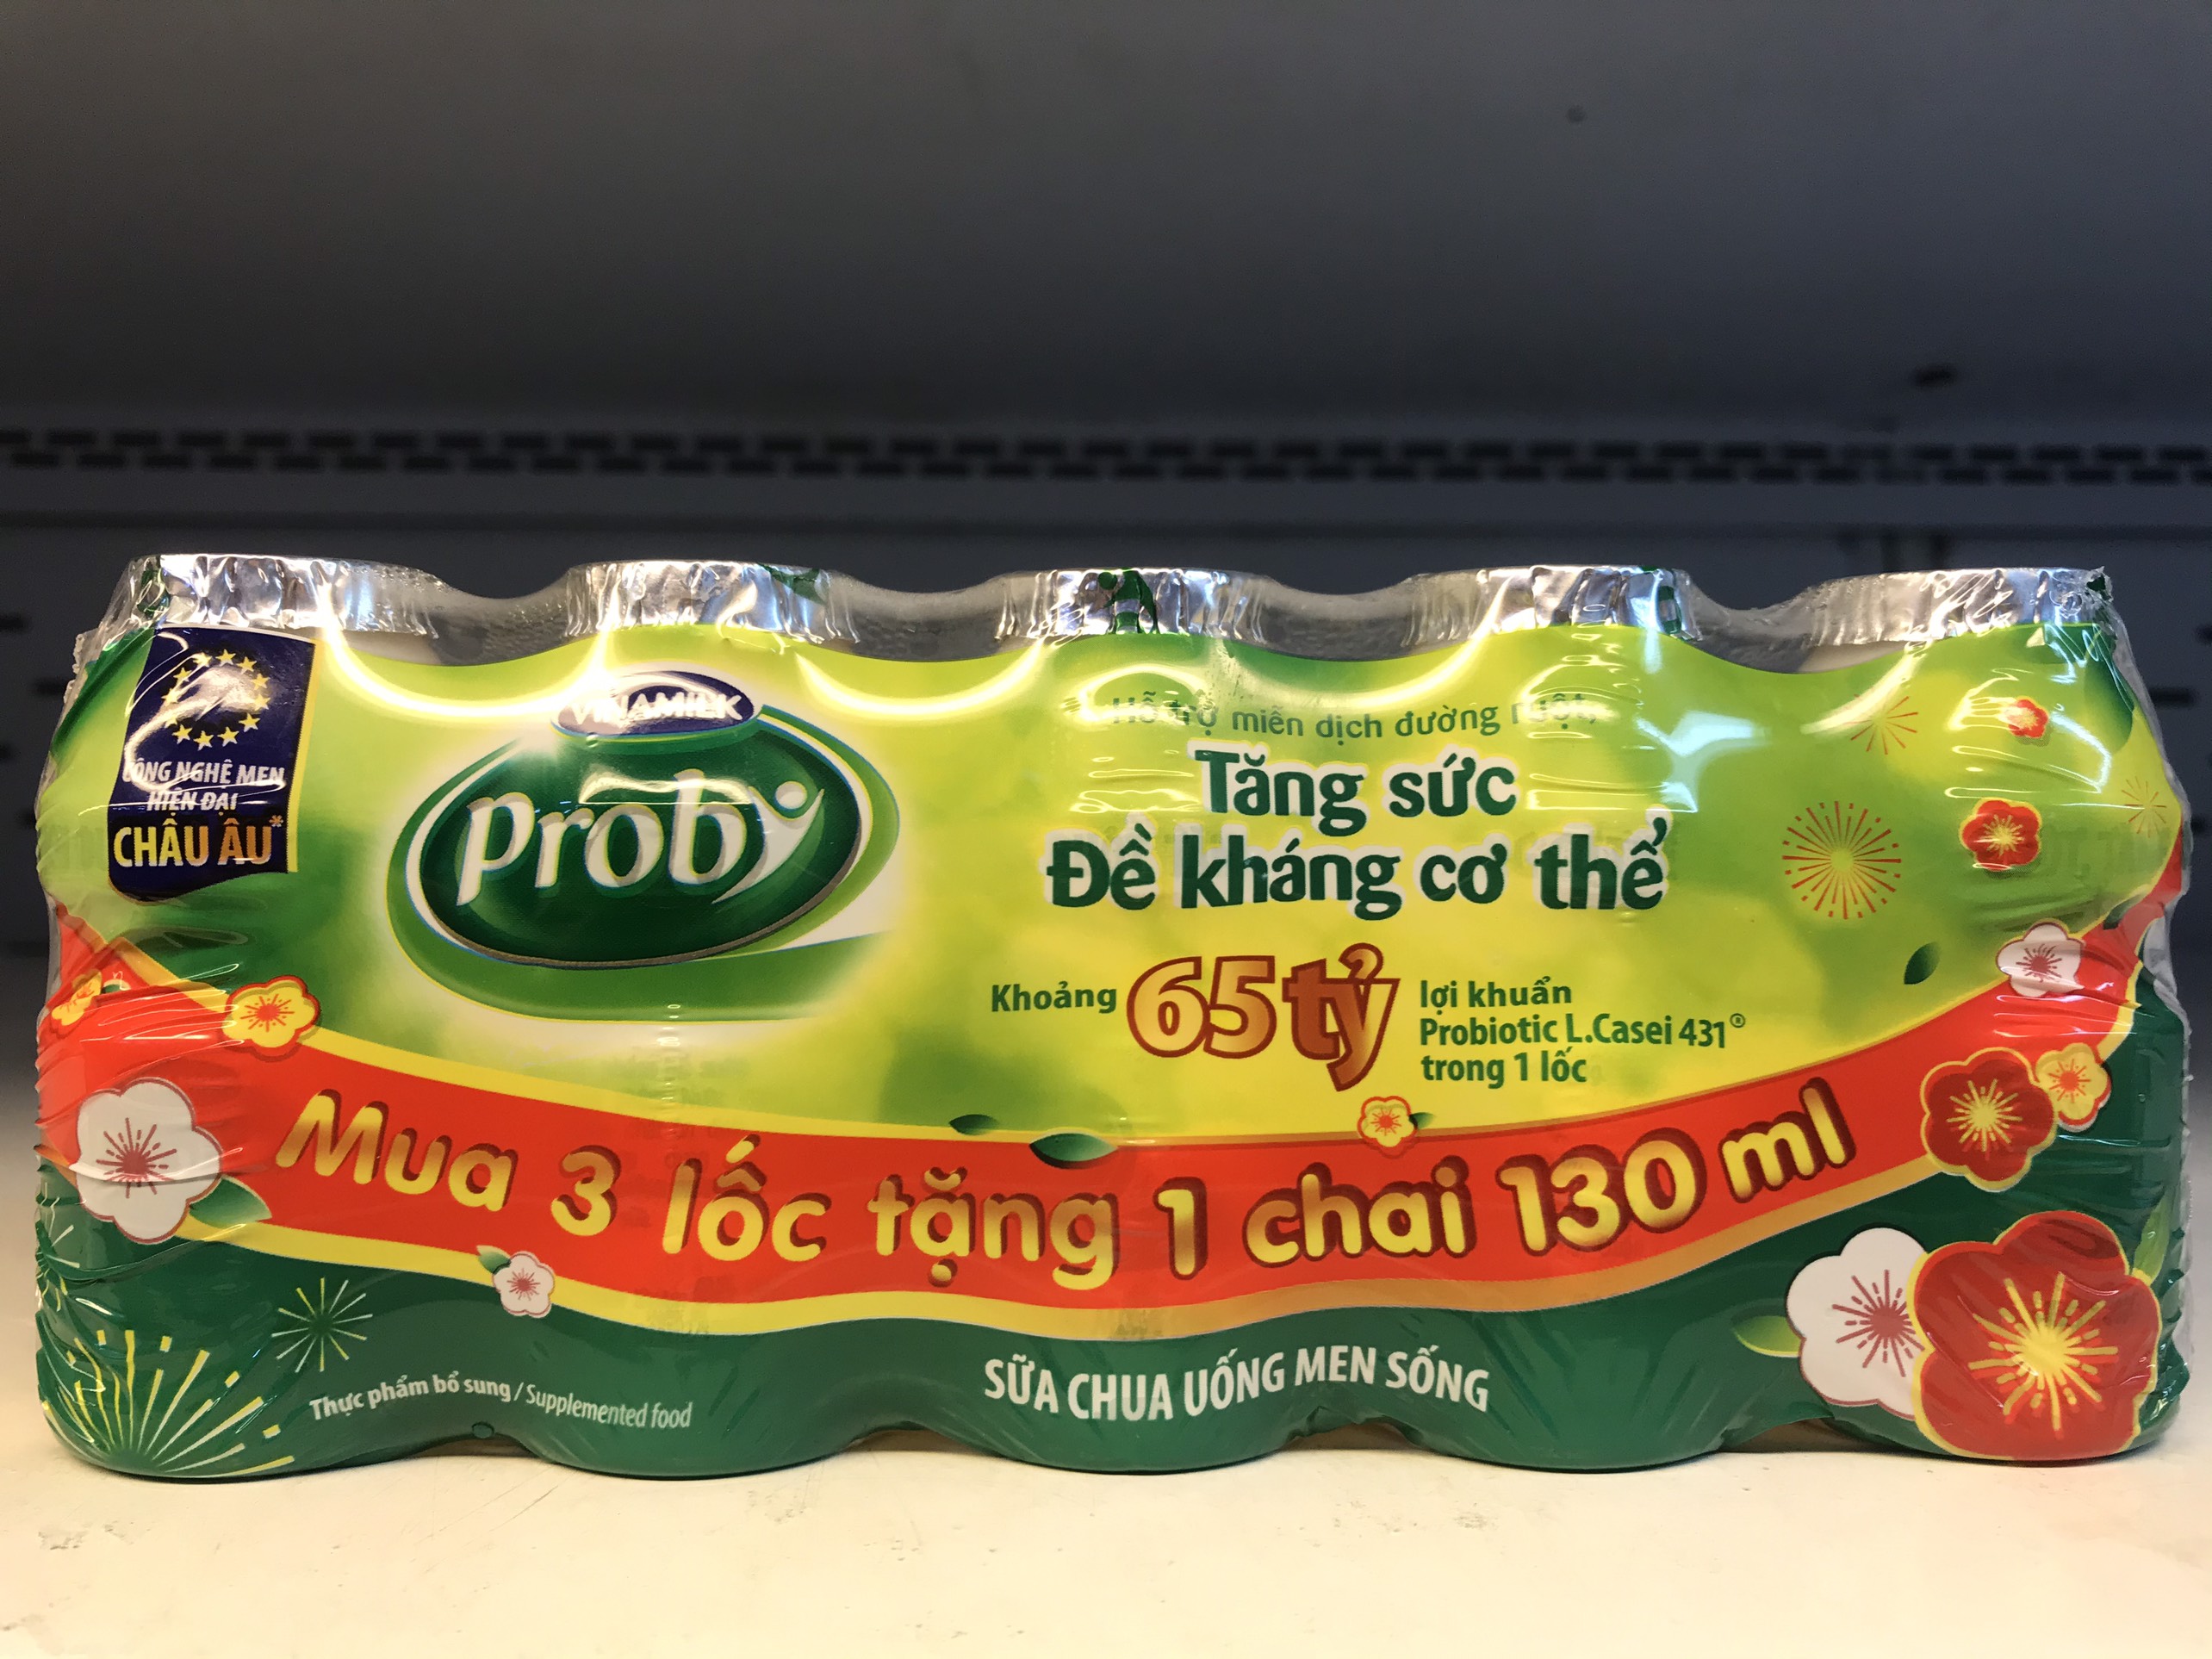 CÔNG NGHỆ MEN
HIỆN ĐẠI
CHÂU ÂU*
VINAMILK
Proby
Hỗ trợ miễn dịch đường ruột,
Tăng sức
Đề kháng cơ thể
Khoảng 65 tỷ lợi khuẩn
Probiotic L.Casei 431®
trong 1 lốc
Mua 3 lốc tặng 1 chai 130 ml
Thực phẩm bổ sung / Supplemented food
SỮA CHUA UỐNG MEN SỐNG